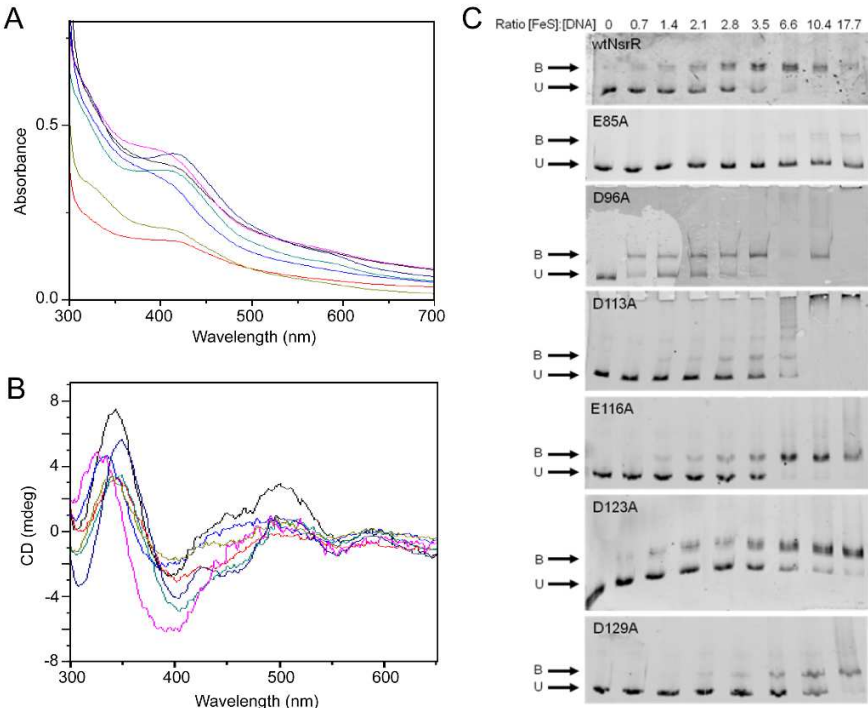 A
0.5
0.0
300
400
500
600
700
Absorbance
Wavelength (nm)
B
8
4
0
-4
-8
300
400
500
600
CD (mdeg)
Wavelength (nm)
C
Ratio [FeS]:[DNA] 0 0.7 1.4 2.1 2.8 3.5 6.6 10.4 17.7
wtNsrR
B
U
E85A
B
U
D96A
B
U
D113A
B
U
E116A
B
U
D123A
B
U
D129A
B
U